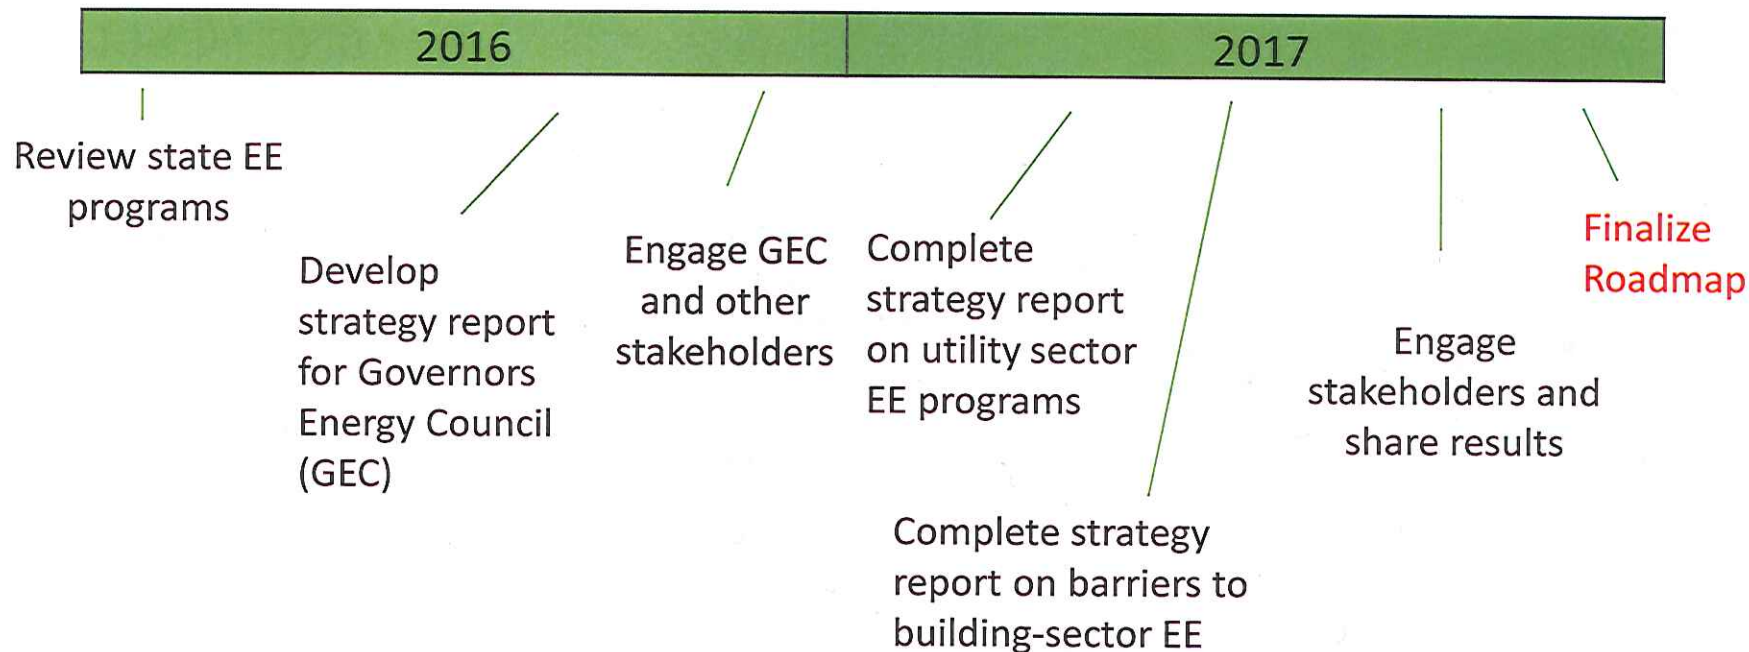 2016
2017
Review state EE
programs
Develop
strategy report
for Governors
Energy Council
(GEC)
Engage GEC
and other
stakeholders
Complete
strategy report
on utility sector
EE programs
Complete strategy
report on barriers to
building-sector EE
Engage
stakeholders and
share results
Finalize
Roadmap